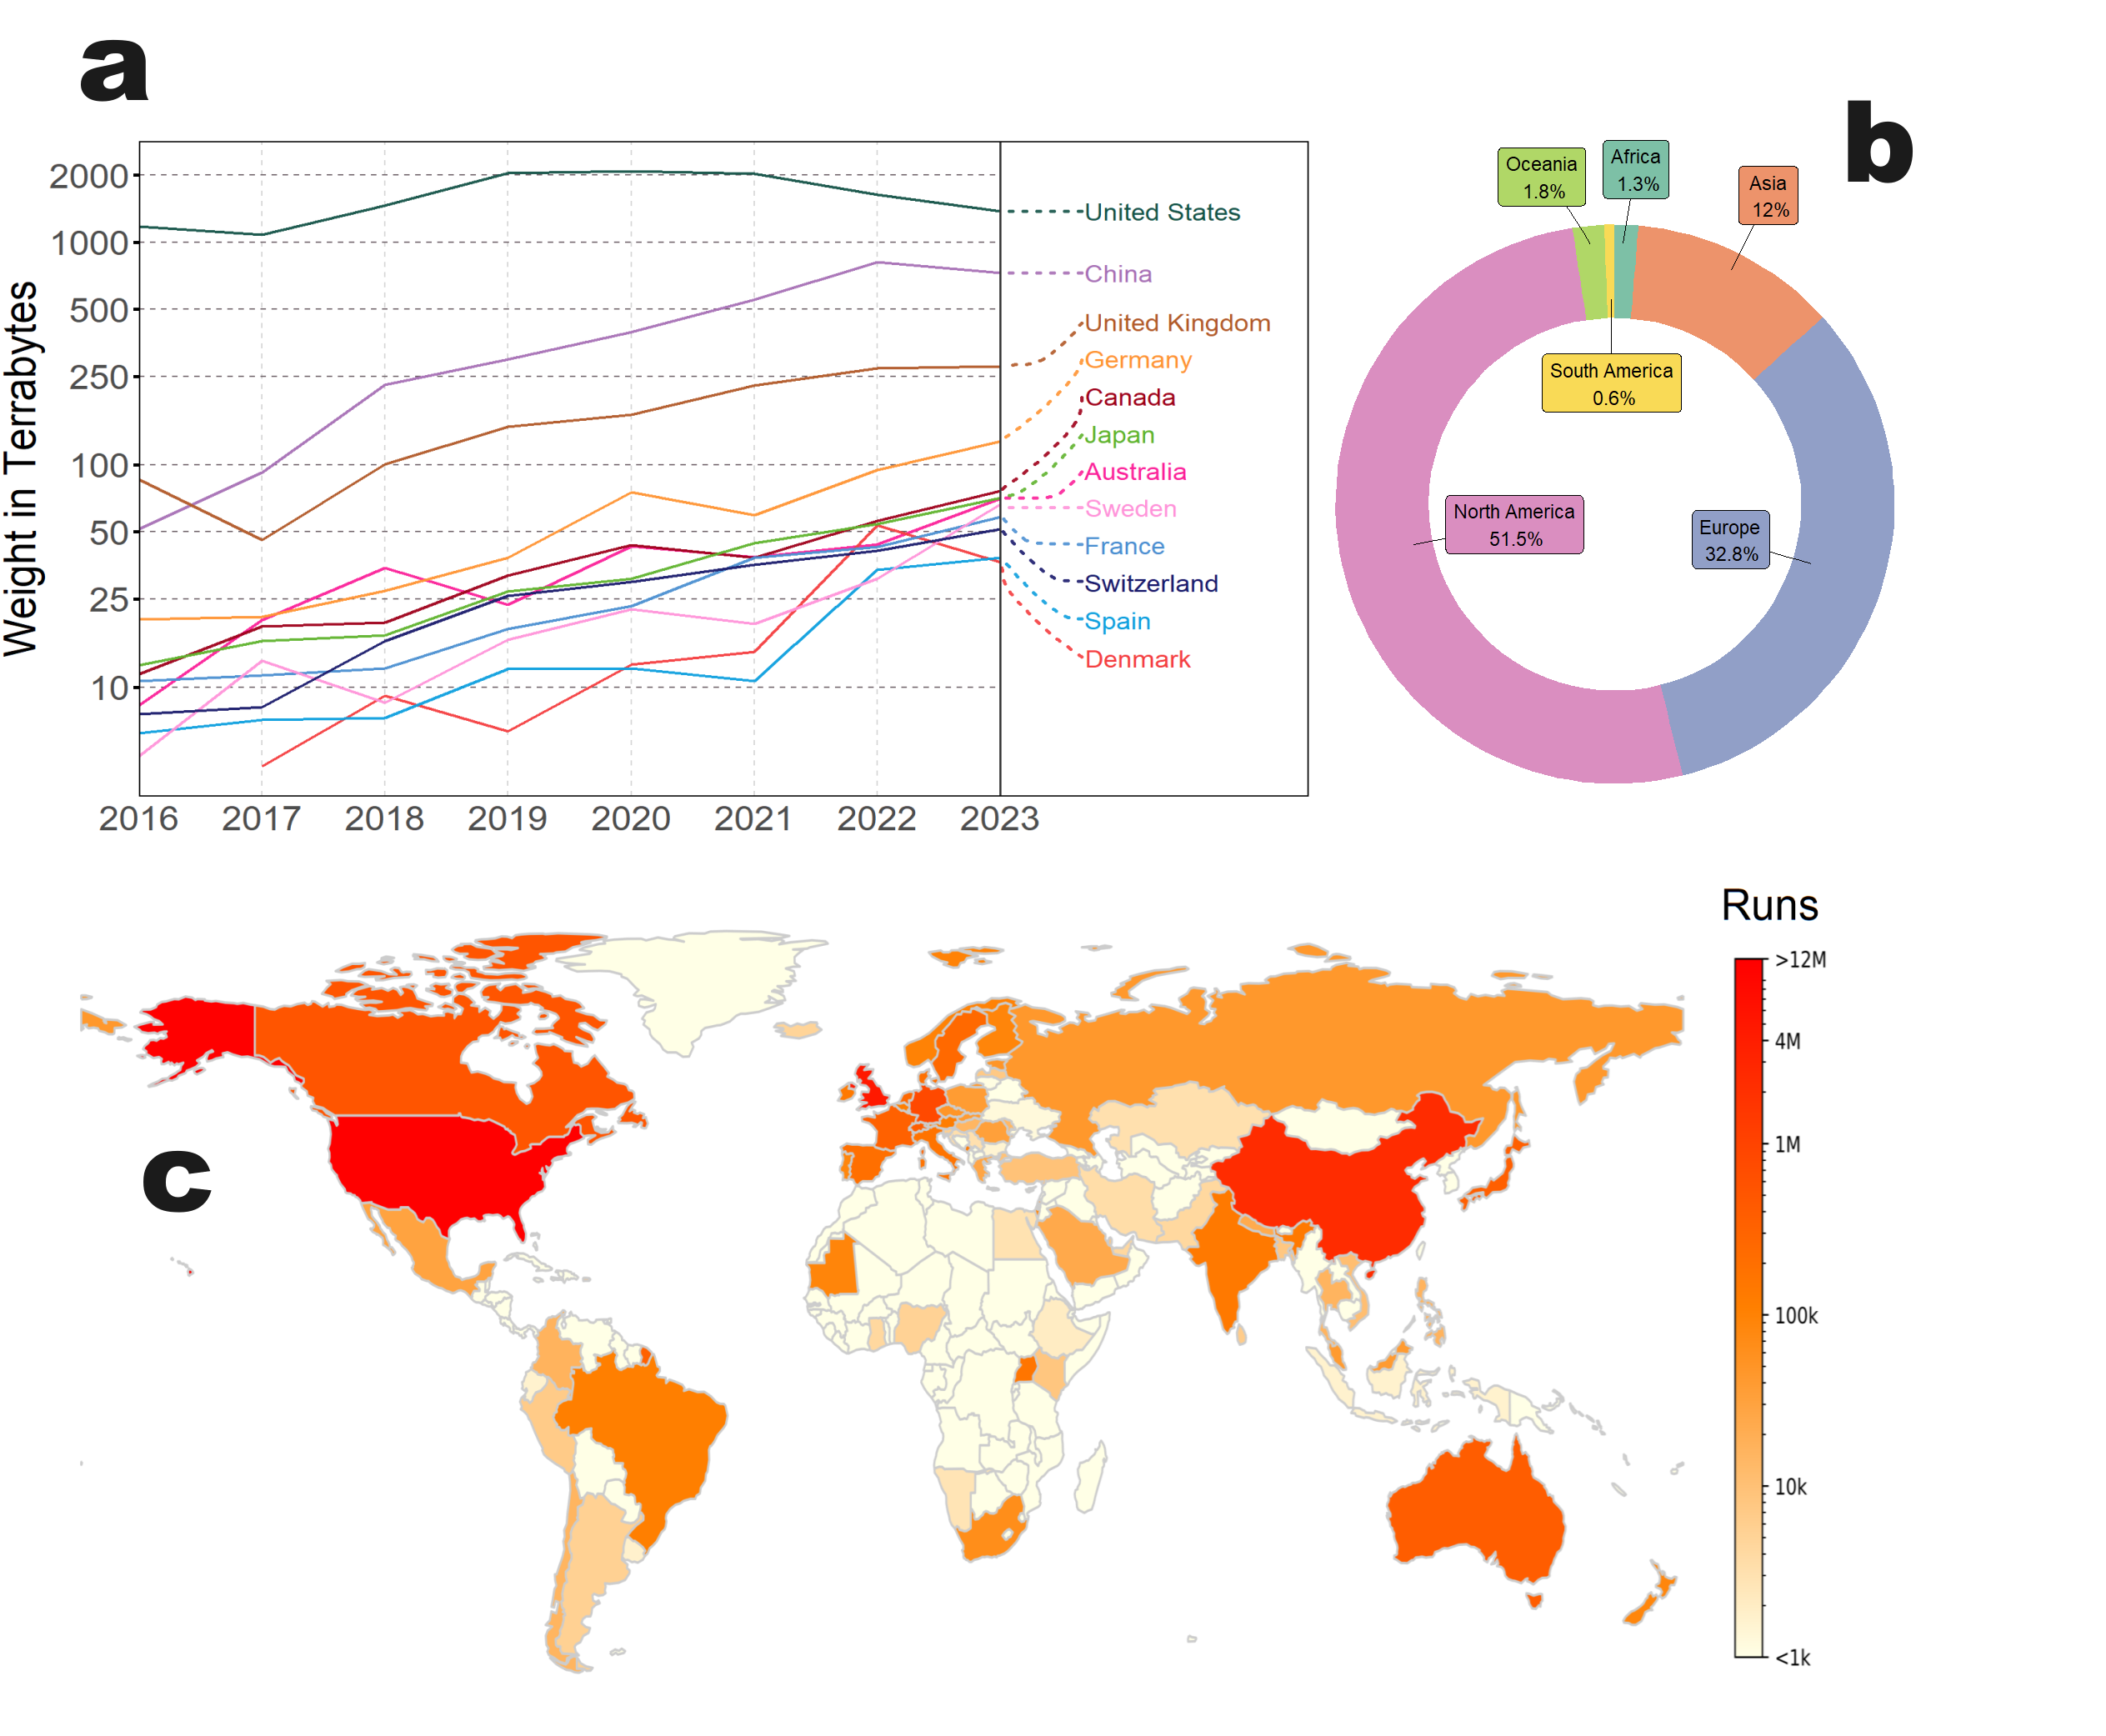 a
b
Weight in Terrabytes
2000
1000
500
250
100
50
25
10
2016 2017 2018 2019 2020 2021 2022 2023
United States
China
United Kingdom
Germany
Canada
Japan
Australia
Sweden
France
Switzerland
Spain
Denmark
Oceania
1.8%
Africa
1.3%
Asia
12%
South America
0.6%
North America
51.5%
Europe
32.8%
c
Runs
>12M
4M
1M
100k
10k
<1k